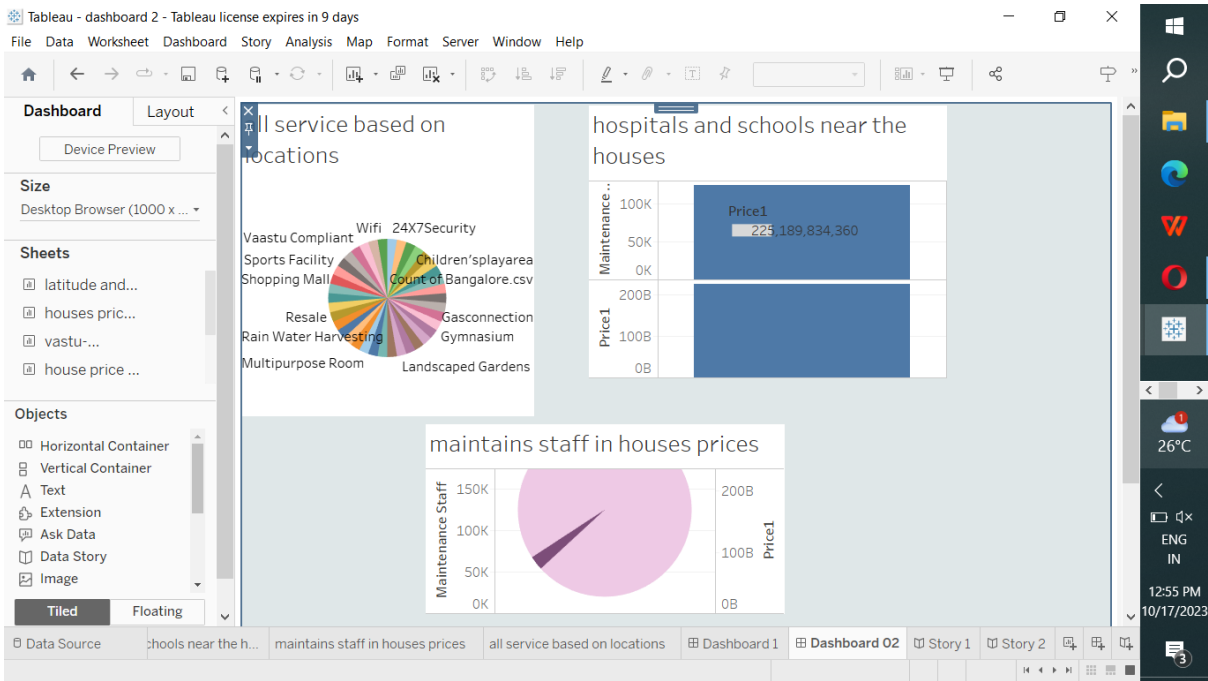 Tableau - dashboard 2 - Tableau license expires in 9 days
File Data Worksheet Dashboard Story Analysis Map Format Server Window Help
Dashboard
Layout
Device Preview
Size
Desktop Browser (1000 x ...
Sheets
latitude and...
houses pric...
vastu-...
house price ...
Objects
Horizontal Container
Vertical Container
Text
Extension
Ask Data
Data Story
Image
Tiled
Floating
ll service based on
locations
Wifi 24X7Security
Vaastu Compliant
Sports Facility
Children'splayarea
Shopping Mall
Count of Bangalore.csv
Resale
Gasconnection
Rain Water Harvesting
Gymnasium
Multipurpose Room
Landscaped Gardens
hospitals and schools near the
houses
Maintenance ..
100K
50K
0K
Price1
225,189,834,360
Price1
200B
100B
0B
maintains staff in houses prices
Maintenance Staff
150K
100K
50K
0K
200B
100B
0B
Price1
Data Source
chools near the h...
maintains staff in houses prices
all service based on locations
Dashboard 1
Dashboard 02
Story 1
Story 2
1
26°C
ENG
IN
12:55 PM
10/17/2023
3